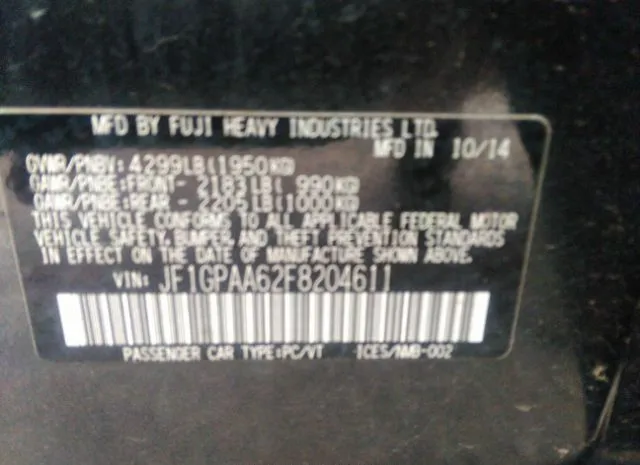 MFD BY FUJI HEAVY INDUSTRIES LTD.
MFD IN 10/14
GVWR/PNBV: 4299LB(1950KG)
GAWR/PNBE:FRONT- 2183LB( 990KG)
GAWR/PNBE:REAR - 2205LB(1000KG)
THIS VEHICLE CONFORMS TO ALL APPLICABLE FEDERAL MOTOR
VEHICLE SAFETY,BUMPER,AND THEFT PREVENTION STANDARDS
IN EFFECT ON THE DATE OF MANUFACTURE SHOWN ABOVE.
VIN: JF1GPAA62F8204611
PASSENGER CAR TYPE:PC/VT ICES/NMB-002